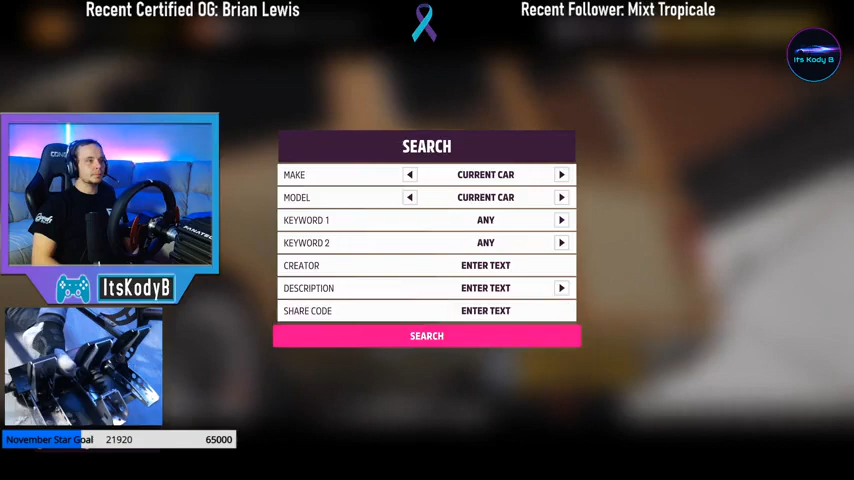 Recent Certified OG: Brian Lewis
Recent Follower: Mixt Tropicale
Its Kody B
SEARCH
MAKE CURRENT CAR
MODEL CURRENT CAR
KEYWORD 1 ANY
KEYWORD 2 ANY
CREATOR ENTER TEXT
DESCRIPTION ENTER TEXT
SHARE CODE ENTER TEXT
SEARCH
FANATEC
ItsKodyB
November Star Goal 21920 65000